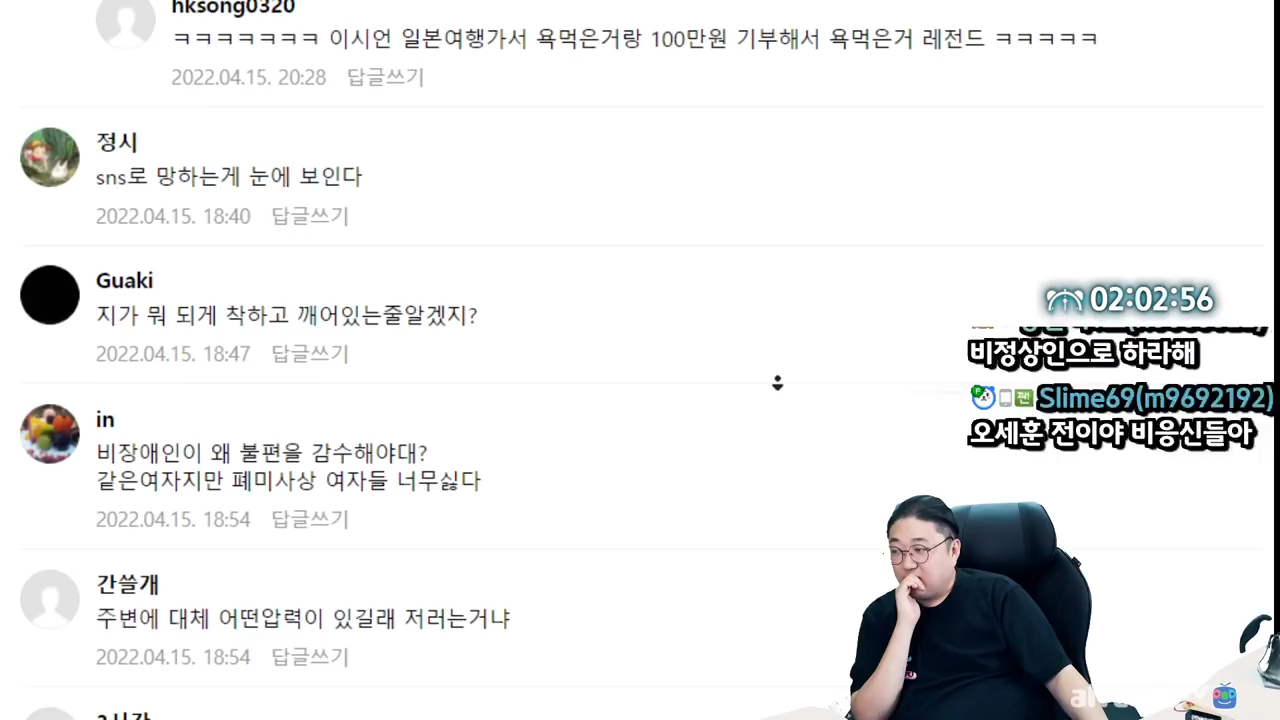 hksong0320
ㅋㅋㅋㅋㅋㅋㅋ 이시언 일본여행가서 욕먹은거랑 100만원 기부해서 욕먹은거 레전드 ㅋㅋㅋㅋㅋ
2022.04.15. 20:28 답글쓰기
정시
sns로 망하는게 눈에 보인다
2022.04.15. 18:40 답글쓰기
Guaki
지가 뭐 되게 착하고 깨어있는줄알겠지?
2022.04.15. 18:47 답글쓰기
02:02:56
비정상인으로 하라해
Slime69(m9692192)
오세훈 전이야 비응신들아
in
비장애인이 왜 불편을 감수해야대?
같은여자지만 폐미사상 여자들 너무싫다
2022.04.15. 18:54 답글쓰기
간쓸개
주변에 대체 어떤압력이 있길래 저러는거냐
2022.04.15. 18:54 답글쓰기